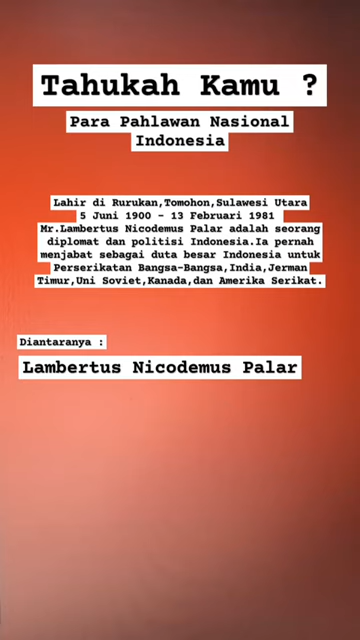 Tahukah Kamu ?
Para Pahlawan Nasional
Indonesia
Lahir di Rurukan,Tomohon,Sulawesi Utara
5 Juni 1900 - 13 Februari 1981
Mr.Lambertus Nicodemus Palar adalah seorang
diplomat dan politisi Indonesia.Ia pernah
menjabat sebagai duta besar Indonesia untuk
Perserikatan Bangsa-Bangsa,India,Jerman
Timur,Uni Soviet,Kanada,dan Amerika Serikat.
Diantaranya :
Lambertus Nicodemus Palar